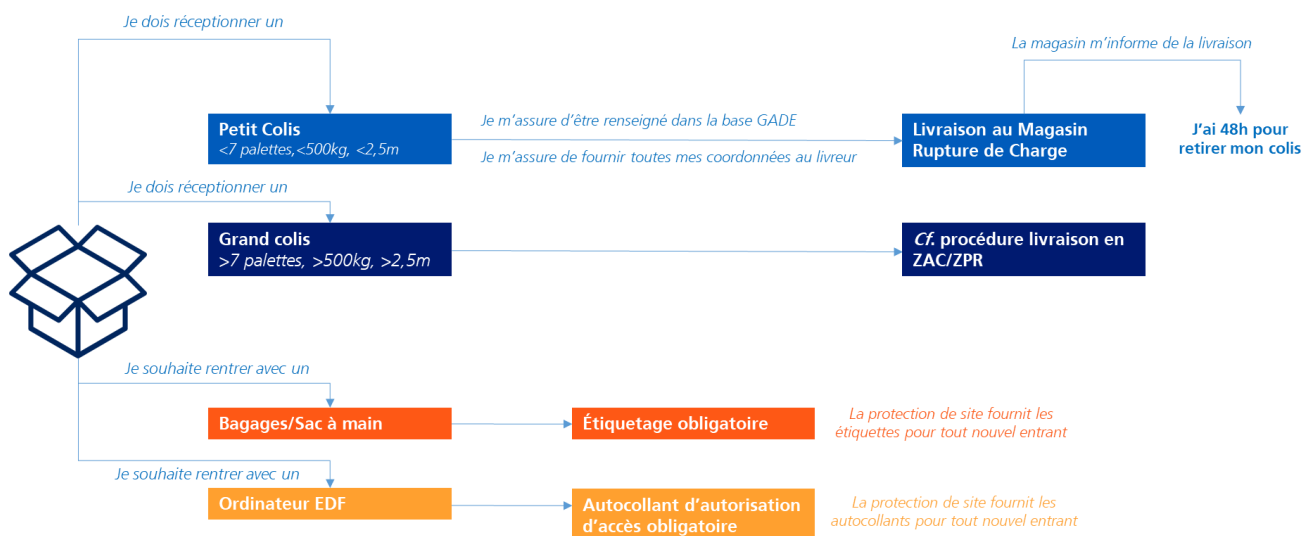 Je dois réceptionner un
La magasin m’informe de la livraison
Petit Colis
<7 palettes,<500kg, <2,5m
Je m’assure d’être renseigné dans la base GADE
Je m’assure de fournir toutes mes coordonnées au livreur
Livraison au Magasin
Rupture de Charge
J’ai 48h pour
retirer mon colis
Je dois réceptionner un
Grand colis
>7 palettes, >500kg, >2,5m
Cf. procédure livraison en
ZAC/ZPR
Je souhaite rentrer avec un
Bagages/Sac à main
Étiquetage obligatoire
La protection de site fournit les
étiquettes pour tout nouvel entrant
Je souhaite rentrer avec un
Ordinateur EDF
Autocollant d’autorisation
d’accès obligatoire
La protection de site fournit les
autocollants pour tout nouvel entrant